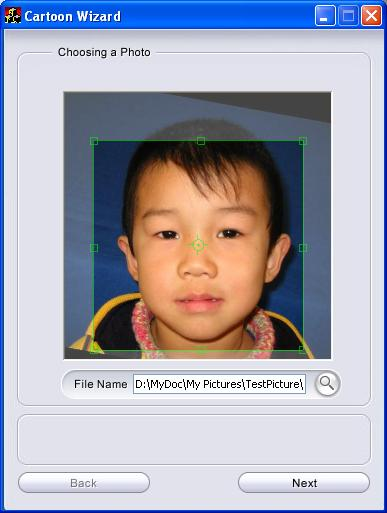 Cartoon Wizard
Choosing a Photo
File Name D:\MyDoc\My Pictures\TestPicture\
Back Next